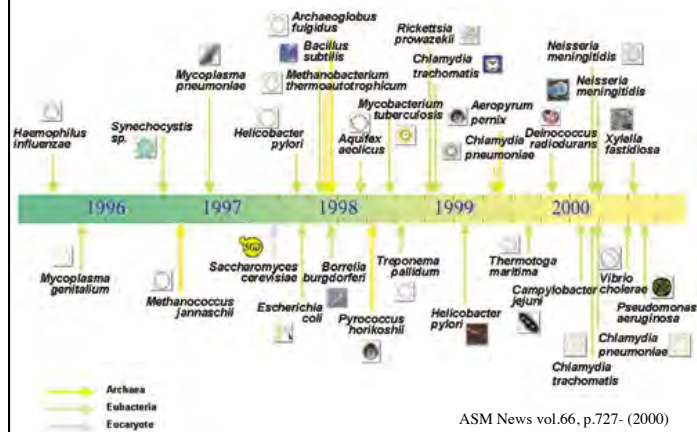 Archaeoglobus
fulgidus
Bacillus
subtilis
Mycoplasma
pneumoniae
Methanobacterium
thermoautotrophicum
Rickettsia
prowazekii
Chlamydia
trachomatis
Neisseria
meningitidis
Neisseria
meningitidis
Haemophilus
influenzae
Synechocystis
sp.
Helicobacter
pylori
Aquifex
aeolicus
Mycobacterium
tuberculosis
Aeropyrum
pernix
Chlamydia
pneumoniae
Deinococcus
radiodurans
Xylella
fastidiosa
1996
1997
1998
1999
2000
Mycoplasma
genitalium
Methanococcus
jannaschii
SGD
Saccharomyces
cerevisiae
Escherichia
coli
Borrelia
burgdorferi
Pyrococcus
horikoshii
Treponema
pallidum
Helicobacter
pylori
Thermotoga
maritima
Campylobacter
jejuni
Vibrio
cholerae
Pseudomonas
aeruginosa
Chlamydia
pneumoniae
Chlamydia
trachomatis
Archaea
Eubacteria
Eucaryote
ASM News vol.66, p.727- (2000)